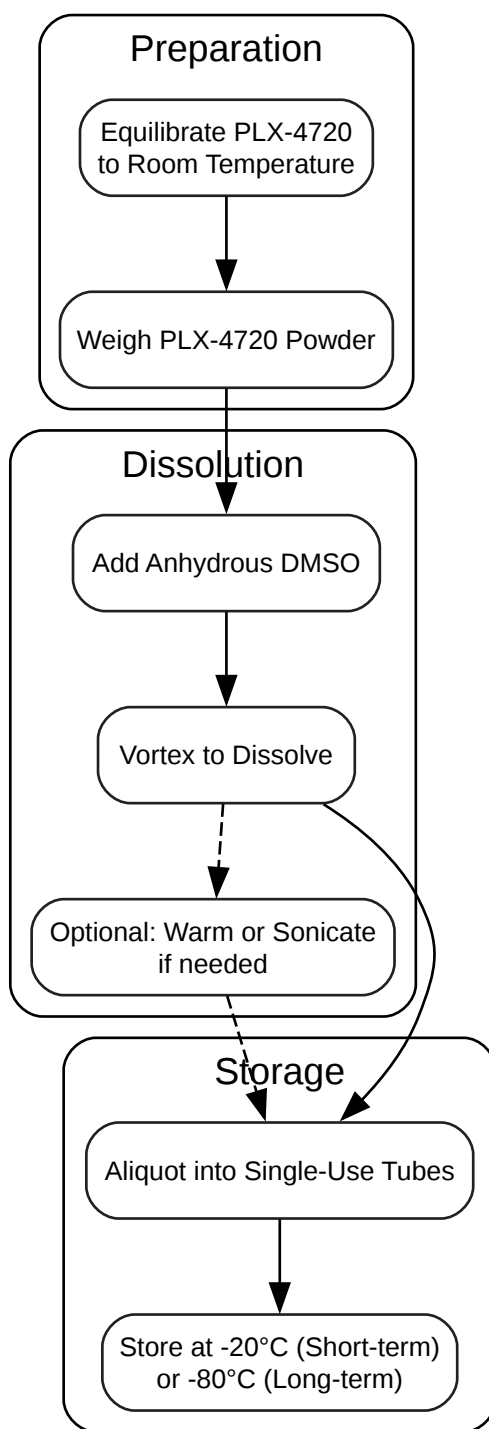 Preparation
Equilibrate PLX-4720
to Room Temperature
Weigh PLX-4720 Powder
Dissolution
Add Anhydrous DMSO
Vortex to Dissolve
Optional: Warm or Sonicate
if needed
Storage
Aliquot into Single-Use Tubes
Store at -20°C (Short-term)
or -80°C (Long-term)